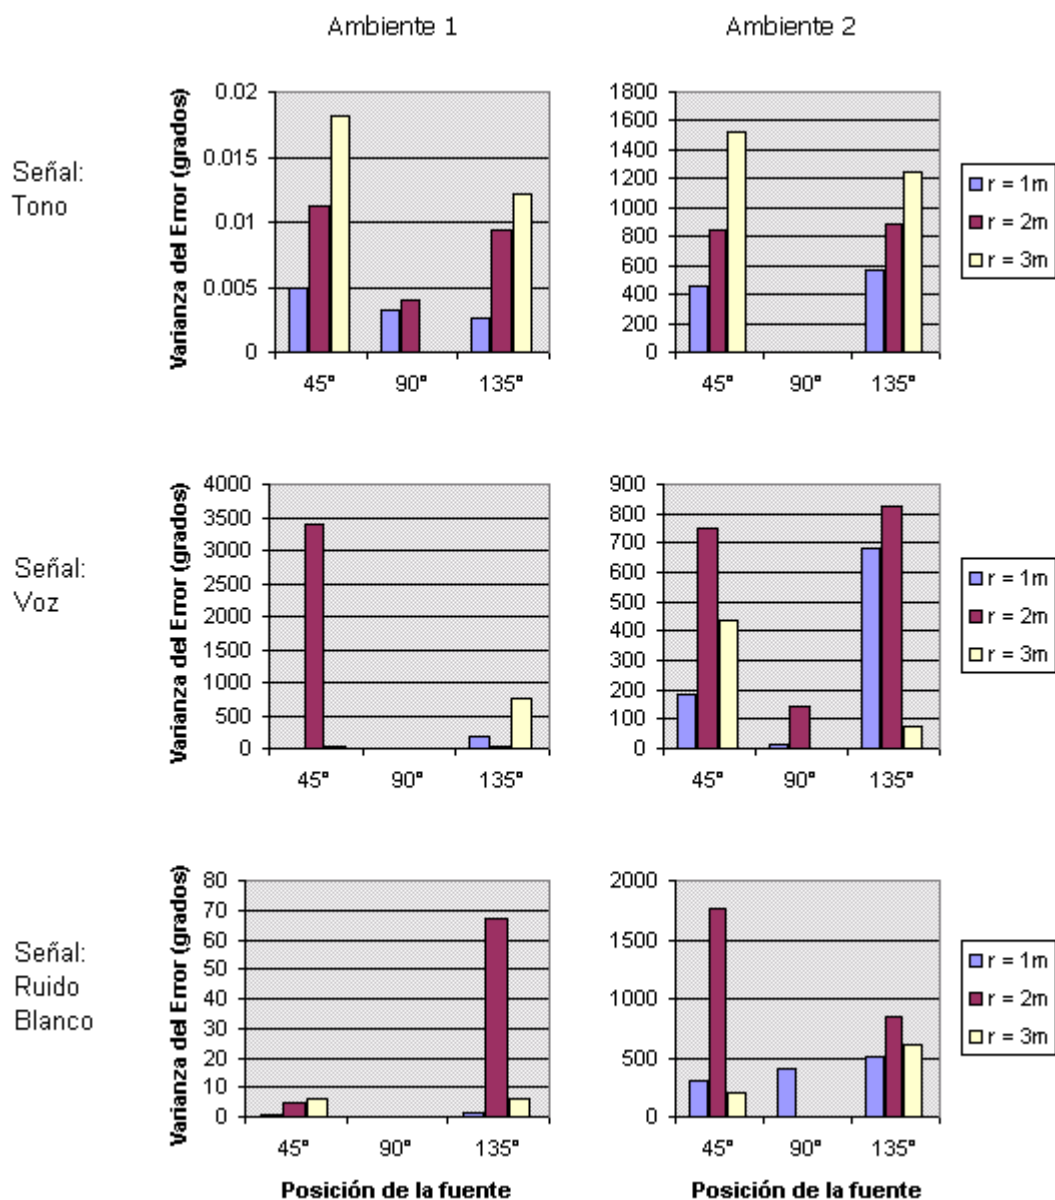 Ambiente 1
Ambiente 2
Señal:
Tono
Varianza del Error (grados)
0.02
0.015
0.01
0.005
0
45°
90°
135°
1800
1600
1400
1200
1000
800
600
400
200
0
45°
90°
135°
r = 1m
r = 2m
r = 3m
Señal:
Voz
Varianza del Error (grados)
4000
3500
3000
2500
2000
1500
1000
500
0
45°
90°
135°
900
800
700
600
500
400
300
200
100
0
45°
90°
135°
r = 1m
r = 2m
r = 3m
Señal:
Ruido
Blanco
Varianza del Error (grados)
80
70
60
50
40
30
20
10
0
45°
90°
135°
Posición de la fuente
2000
1500
1000
500
0
45°
90°
135°
Posición de la fuente
r = 1m
r = 2m
r = 3m